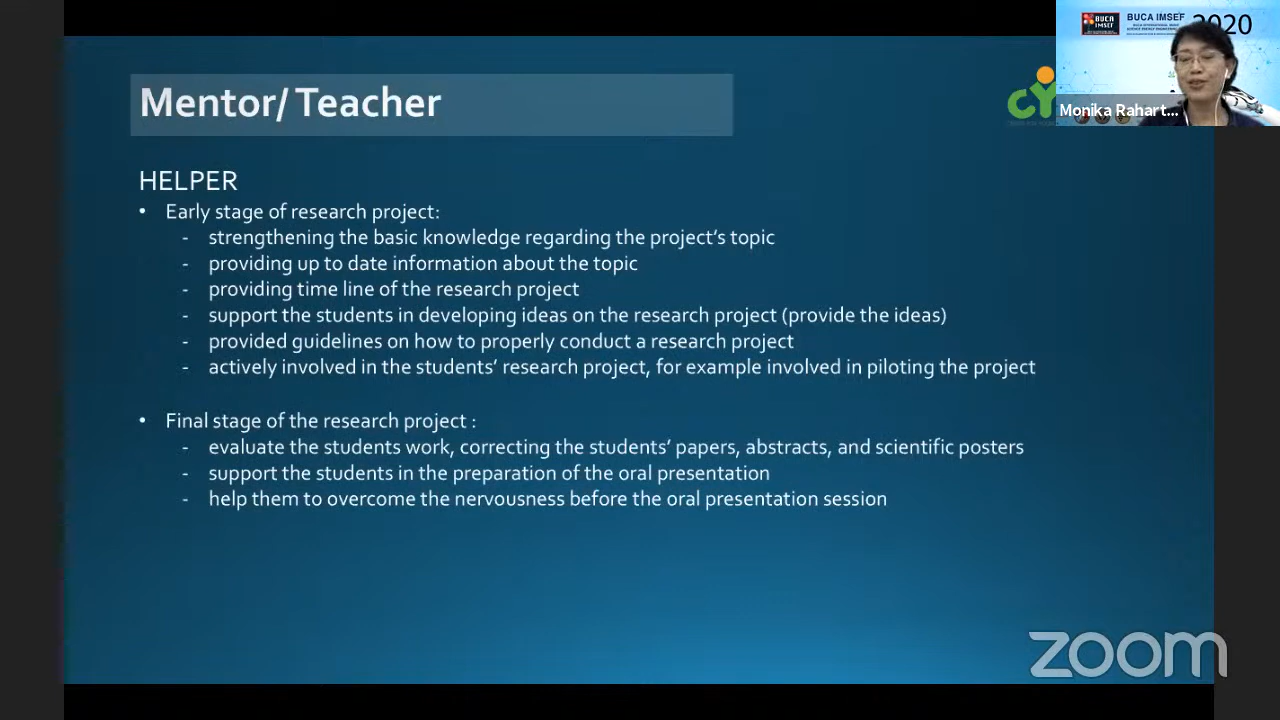 BUCA IMSEF
BUCA
IMSEF
2020
Monika Rahart...
Mentor/ Teacher
CY
HELPER
• Early stage of research project:
- strengthening the basic knowledge regarding the project's topic
- providing up to date information about the topic
- providing time line of the research project
- support the students in developing ideas on the research project (provide the ideas)
- provided guidelines on how to properly conduct a research project
- actively involved in the students' research project, for example involved in piloting the project
• Final stage of the research project :
- evaluate the students work, correcting the students' papers, abstracts, and scientific posters
- support the students in the preparation of the oral presentation
- help them to overcome the nervousness before the oral presentation session
zoom